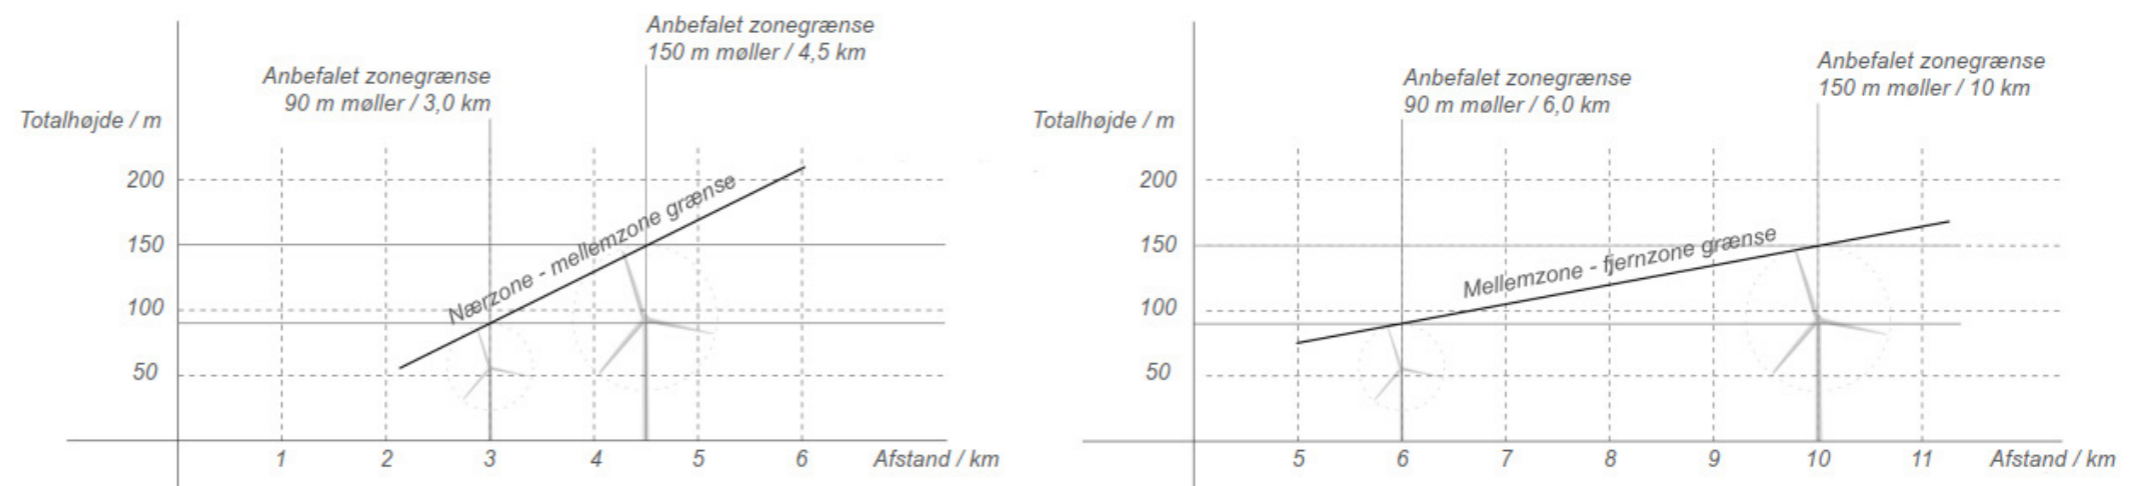 Anbefalet zonegrænse
150 m møller / 4,5 km
Anbefalet zonegrænse
90 m møller / 3,0 km
Totalhøjde / m
200
150
100
50
Nærzone - mellemzone grænse
1 2 3 4 5 6 Afstand / km
Anbefalet zonegrænse
150 m møller / 10 km
Anbefalet zonegrænse
90 m møller / 6,0 km
Totalhøjde / m
200
150
100
50
Mellemzone - fjernzone grænse
5 6 7 8 9 10 11 Afstand / km